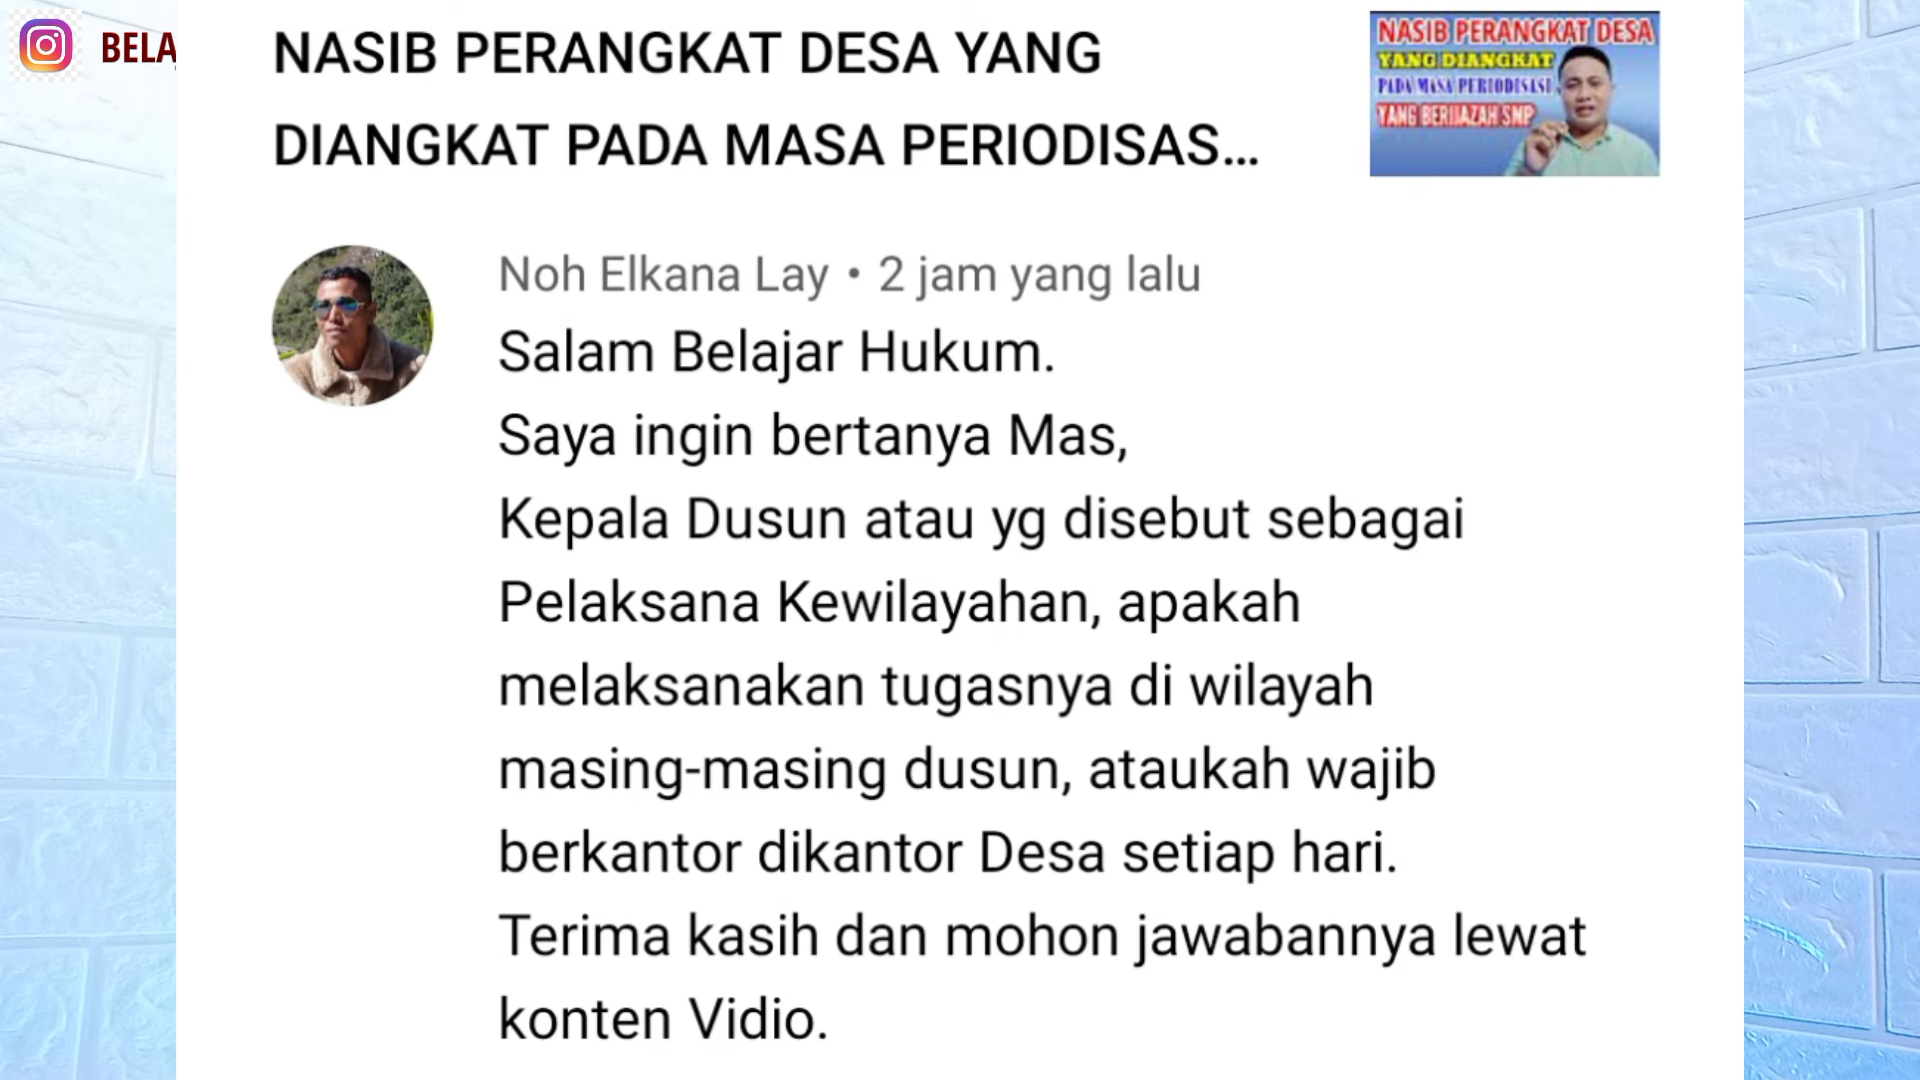 BELA
NASIB PERANGKAT DESA YANG
DIANGKAT PADA MASA PERIODISAS...
NASIB PERANGKAT DESA
YANG DIANGKAT
PADA MASA PERIODISASI
YANG BERIJAZAH SMP
Noh Elkana Lay • 2 jam yang lalu
Salam Belajar Hukum.
Saya ingin bertanya Mas,
Kepala Dusun atau yg disebut sebagai
Pelaksana Kewilayahan, apakah
melaksanakan tugasnya di wilayah
masing-masing dusun, ataukah wajib
berkantor dikantor Desa setiap hari.
Terima kasih dan mohon jawabannya lewat
konten Vidio.